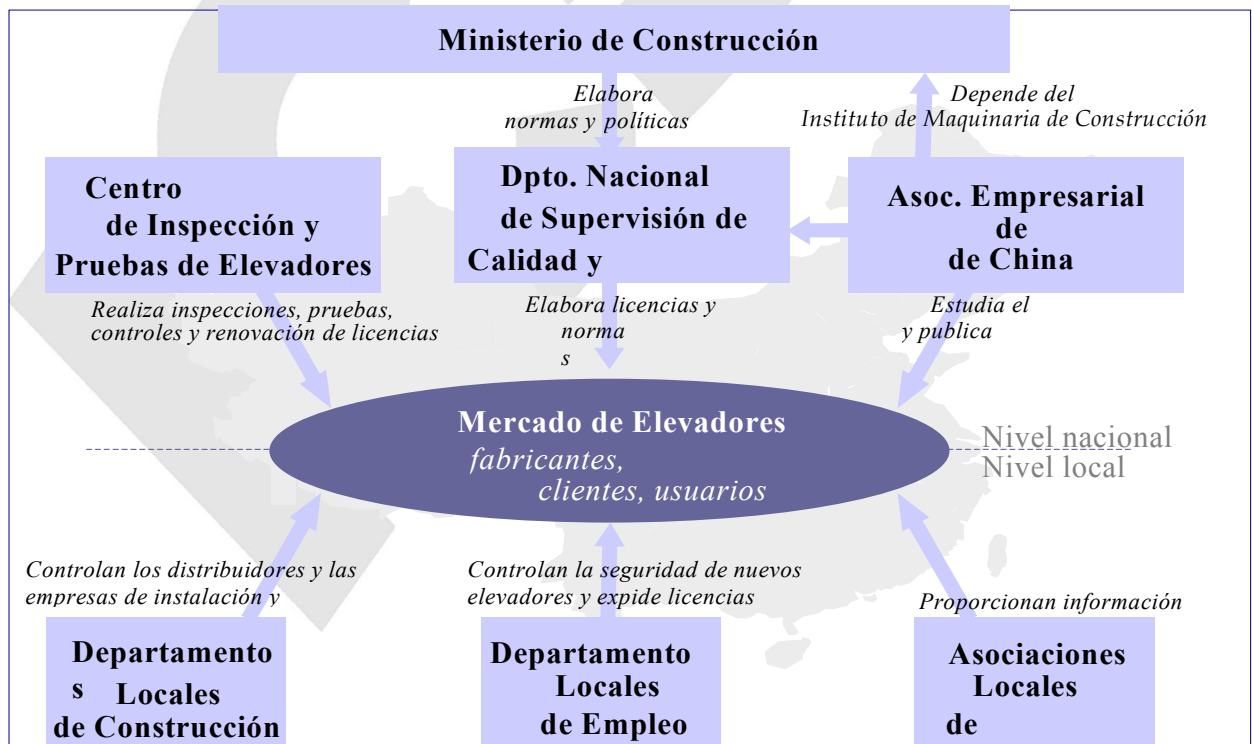 Ministerio de Construcción
Elabora
normas y políticas
Depende del
Instituto de Maquinaria de Construcción
Centro
de Inspección y
Pruebas de Elevadores
Dpto. Nacional
de Supervisión de
Calidad y
Asoc. Empresarial
de
de China
Realiza inspecciones, pruebas,
controles y renovación de licencias
Elabora licencias y
norma
s
Estudia el
y publica
Mercado de Elevadores
fabricantes,
clientes, usuarios
Nivel nacional
Nivel local
Controlan los distribuidores y las
empresas de instalación y
Controlan la seguridad de nuevos
elevadores y expide licencias
Proporcionan información
Departamento
s Locales
de Construcción
Departamento
Locales
de Empleo
Asociaciones
Locales
de